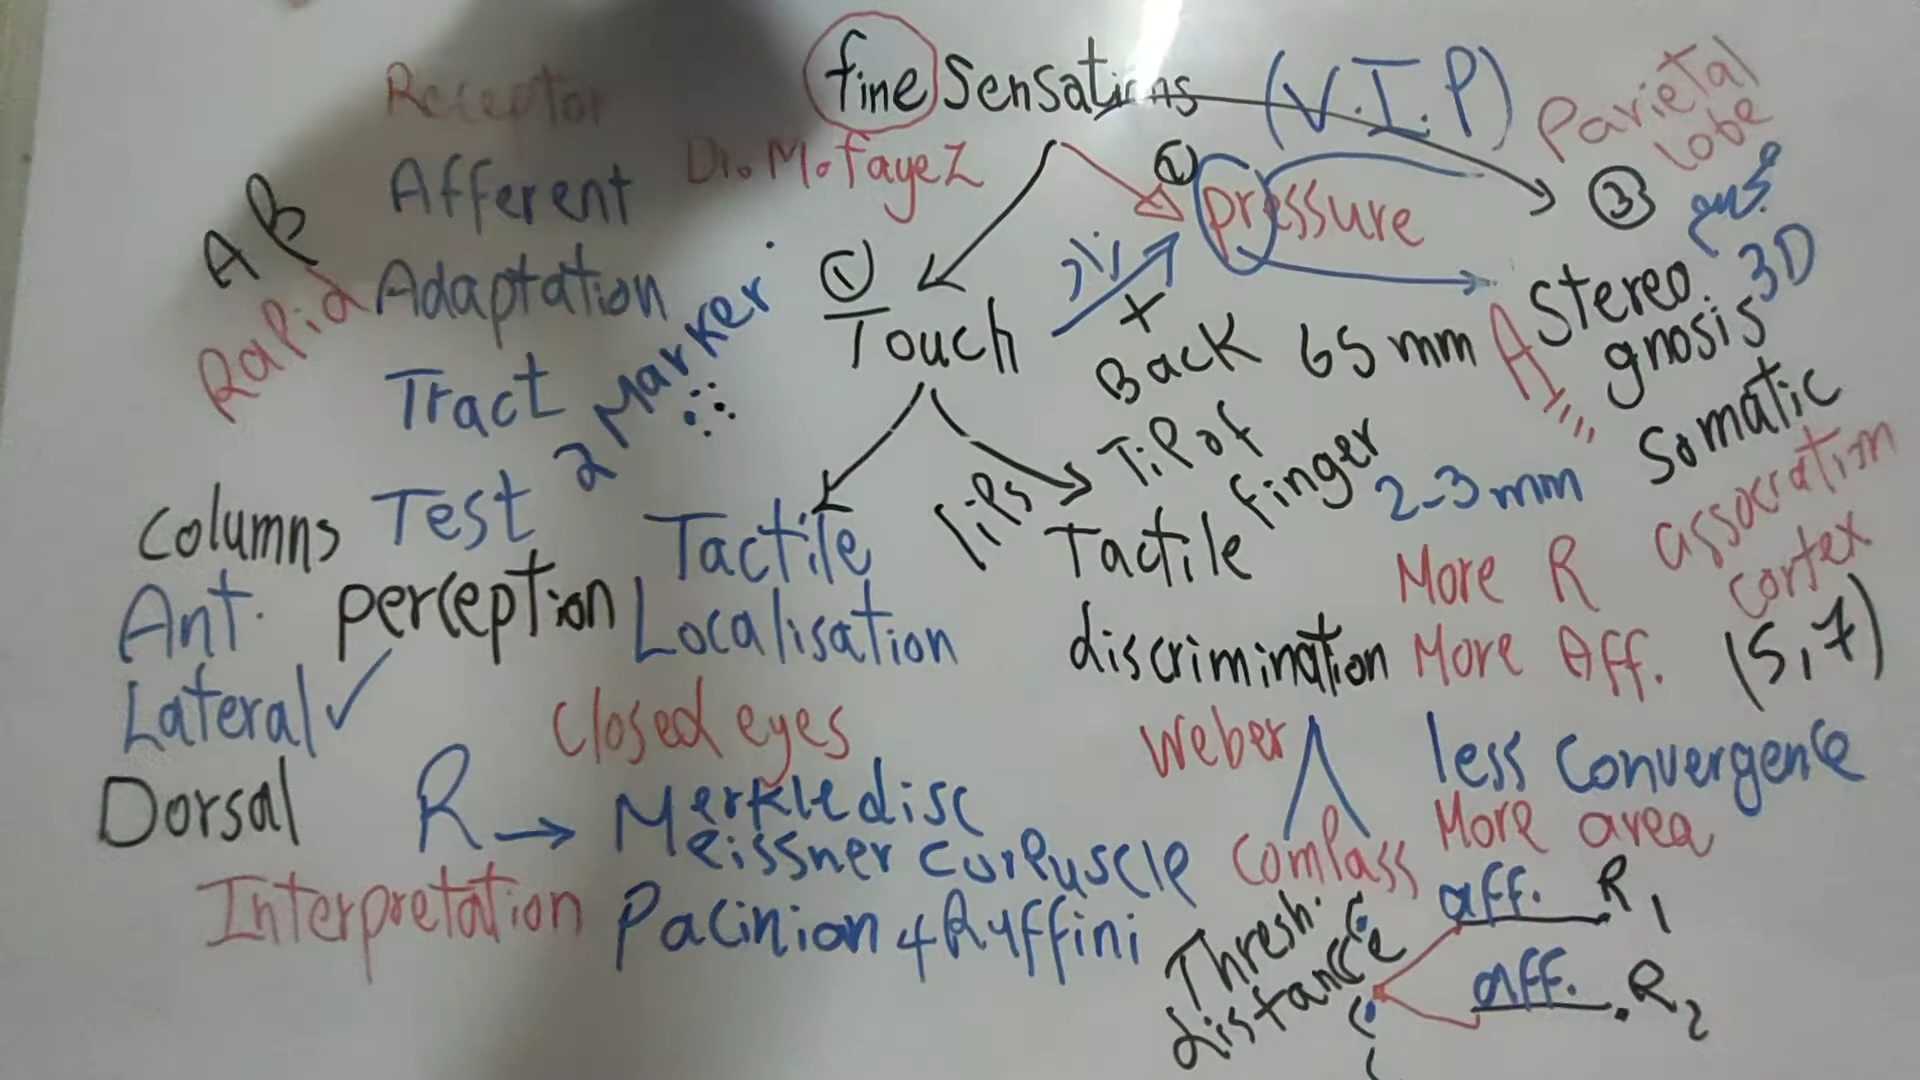 fine Sensations (V.I.P)
Receptor
Dr. M. fayez
Parietal
lobe
Afferent
② pressure
③
AB
Rapid Adaptation
① Touch
Stereo
gnosis
3D
Back 65 mm
Tract
2 Marker
Tip of
finger
2-3 mm
lips
Somatic
association
cortex
(5,7)
Columns
Test
Tactile
Localisation
Tactile
discrimination
More R
More Aff.
Ant.
perception
Lateral ✓
closed eyes
Weber
compass
less convergence
More area
Dorsal
R → Merkle disc
Meissner curpuscle
Interpretation
Pacinian & Ruffini
Thresh.
distance
aff. R1
aff. R2